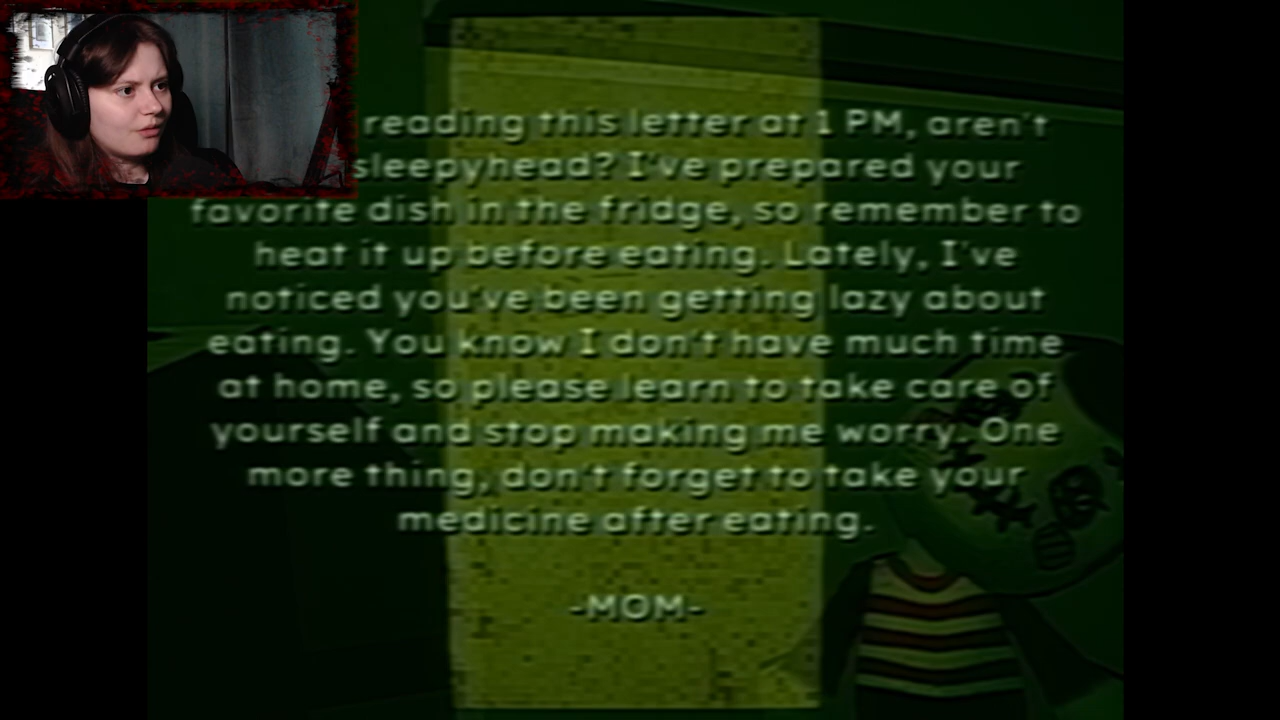 reading this letter at 1 PM, aren't
sleepyhead? I've prepared your
favorite dish in the fridge, so remember to
heat it up before eating. Lately, I've
noticed you've been getting lazy about
eating. You know I don't have much time
at home, so please learn to take care of
yourself and stop making me worry. One
more thing, don't forget to take your
medicine after eating.
-MOM-